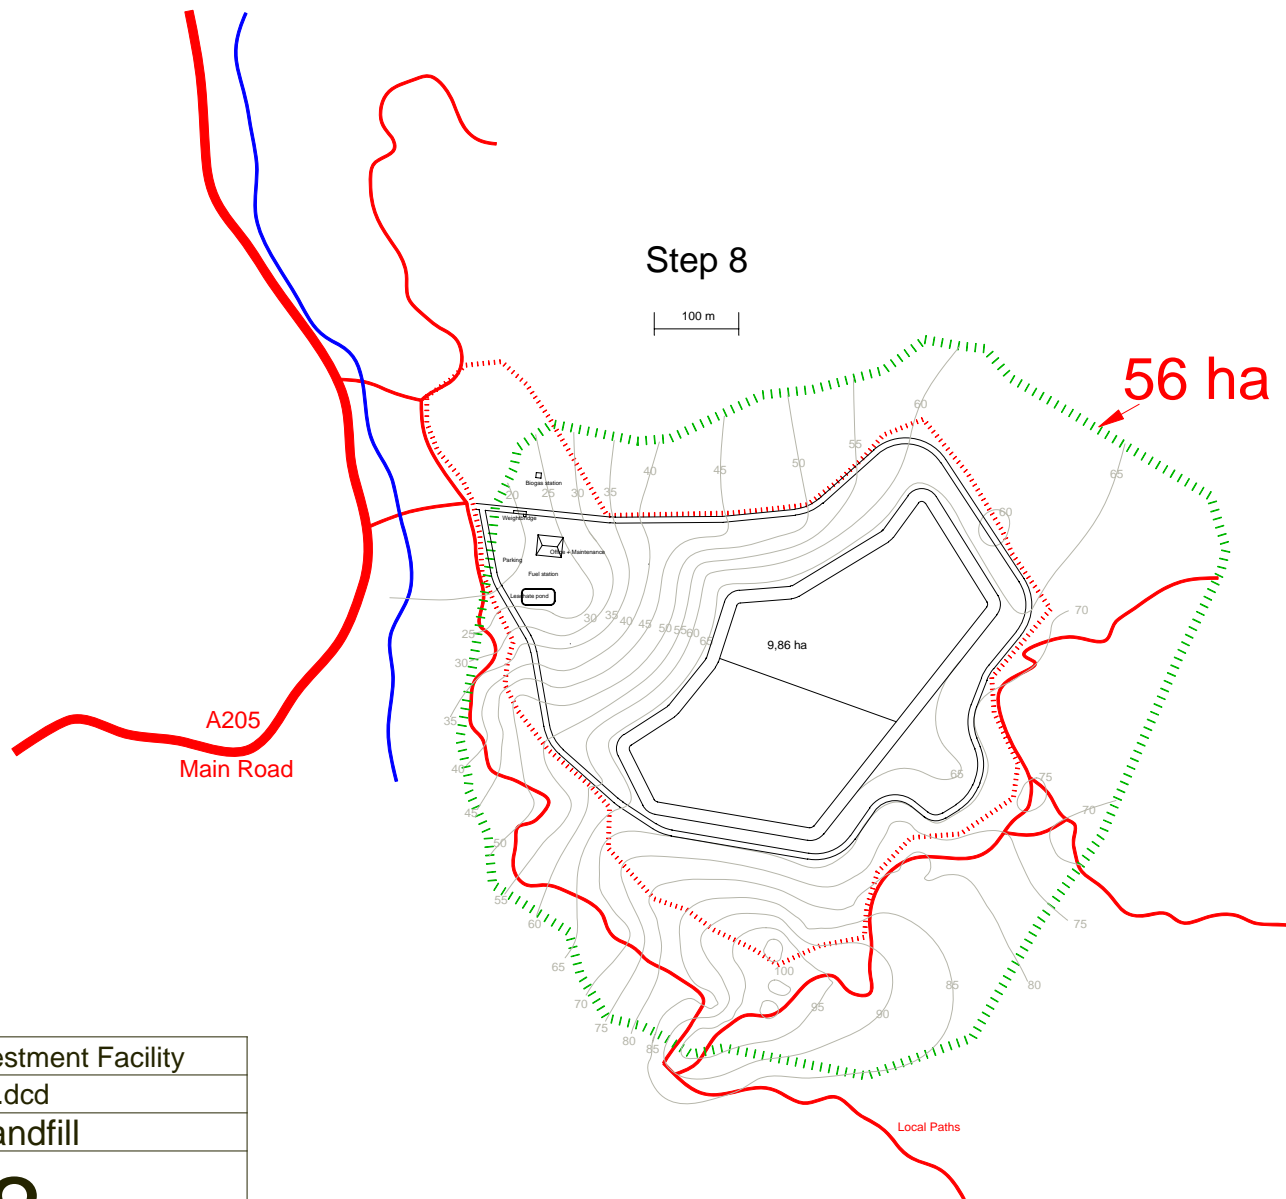 Step 8
100 m
56 ha
60
55
65
40
45
50
Biogas station
20
25
30
35
Weighbridge
60
Office + Maintenance
Parking
Fuel station
Leachate pond
30
35
40
45
50
55
60
65
70
25
30
9,86 ha
35
A205
Main Road
40
65
75
70
45
50
55
60
75
65
100
85
80
70
95
90
75
80
85
estment Facility
.dcd
andfill
Local Paths